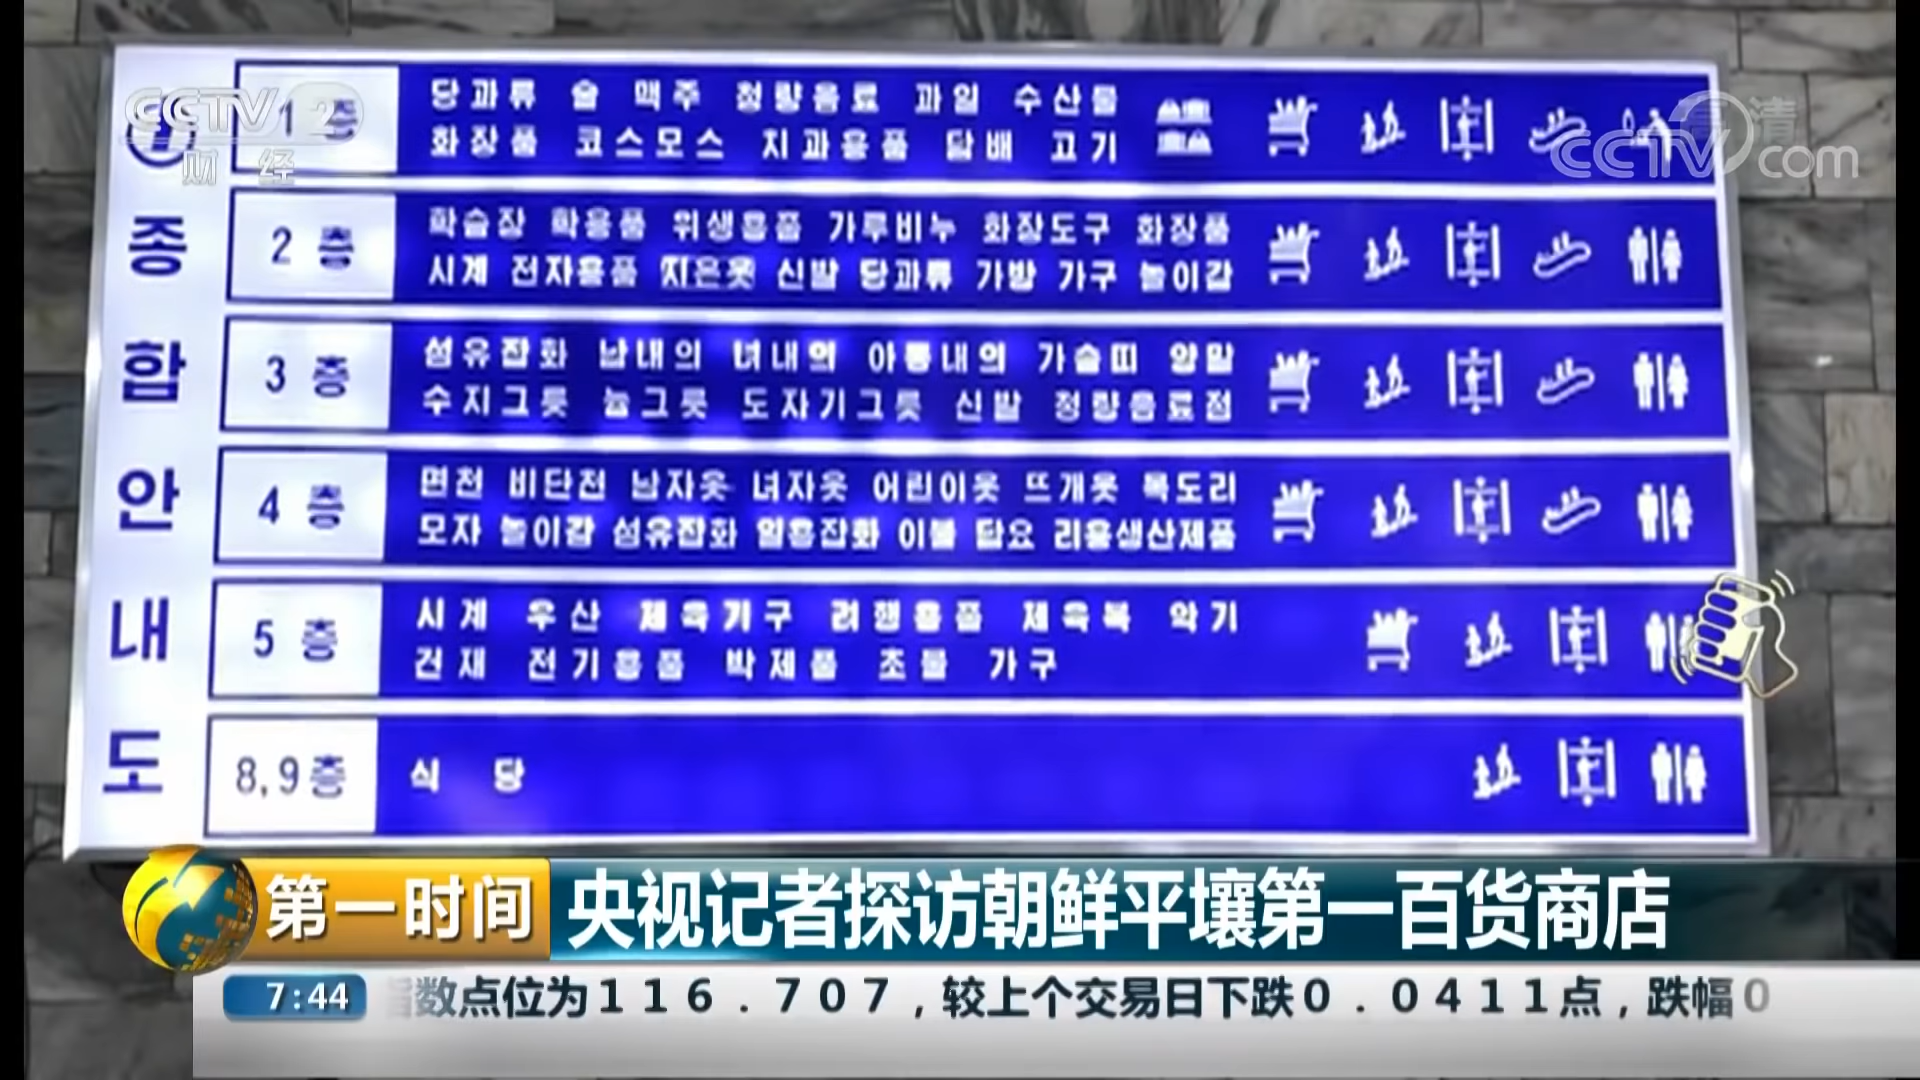 CCTV 2
财经
高清
CCTV com
종합안내도
1 층
당과류 술 맥주 청량음료 과일 수산물
화장품 코스모스 치과용품 담배 고기
2 층
학습장 학용품 위생용품 가루비누 화장도구 화장품
시계 전자용품 지은옷 신발 당과류 가방 가구 놀이감
3 층
섬유잡화 남내의 녀내의 아동내의 가슴띠 양말
수지그릇 늄그릇 도자기그릇 신발 청량음료점
4 층
면천 비단천 남자옷 녀자옷 어린이옷 뜨개옷 목도리
모자 놀이감 섬유잡화 일용잡화 이불 담요 리용생산제품
5 층
시계 우산 체육기구 려행용품 체육복 악기
건재 전기용품 박제품 초물 가구
8,9 층
식 당
第一时间
央视记者探访朝鲜平壤第一百货商店
7:44
指数点位为116.707，较上个交易日下跌0.0411点，跌幅0